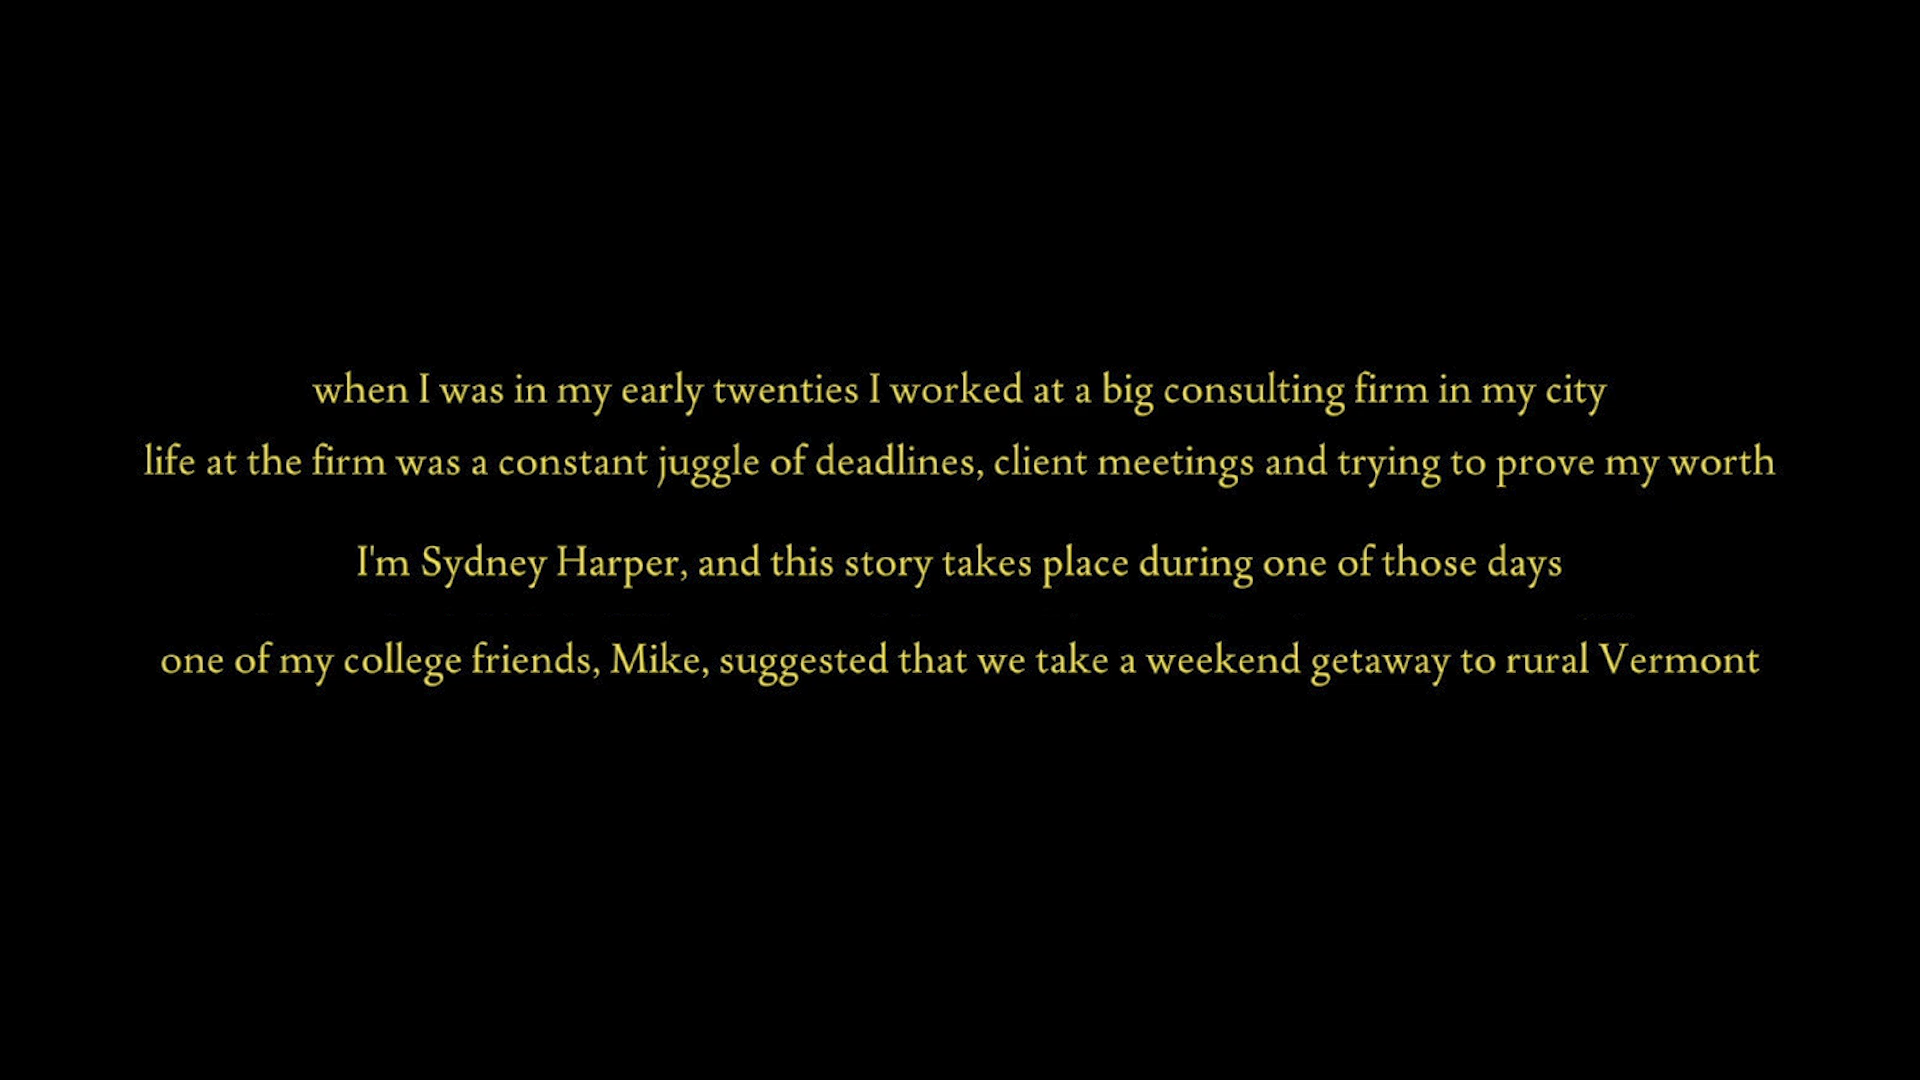 when I was in my early twenties I worked at a big consulting firm in my city
life at the firm was a constant juggle of deadlines, client meetings and trying to prove my worth
I'm Sydney Harper, and this story takes place during one of those days
one of my college friends, Mike, suggested that we take a weekend getaway to rural Vermont